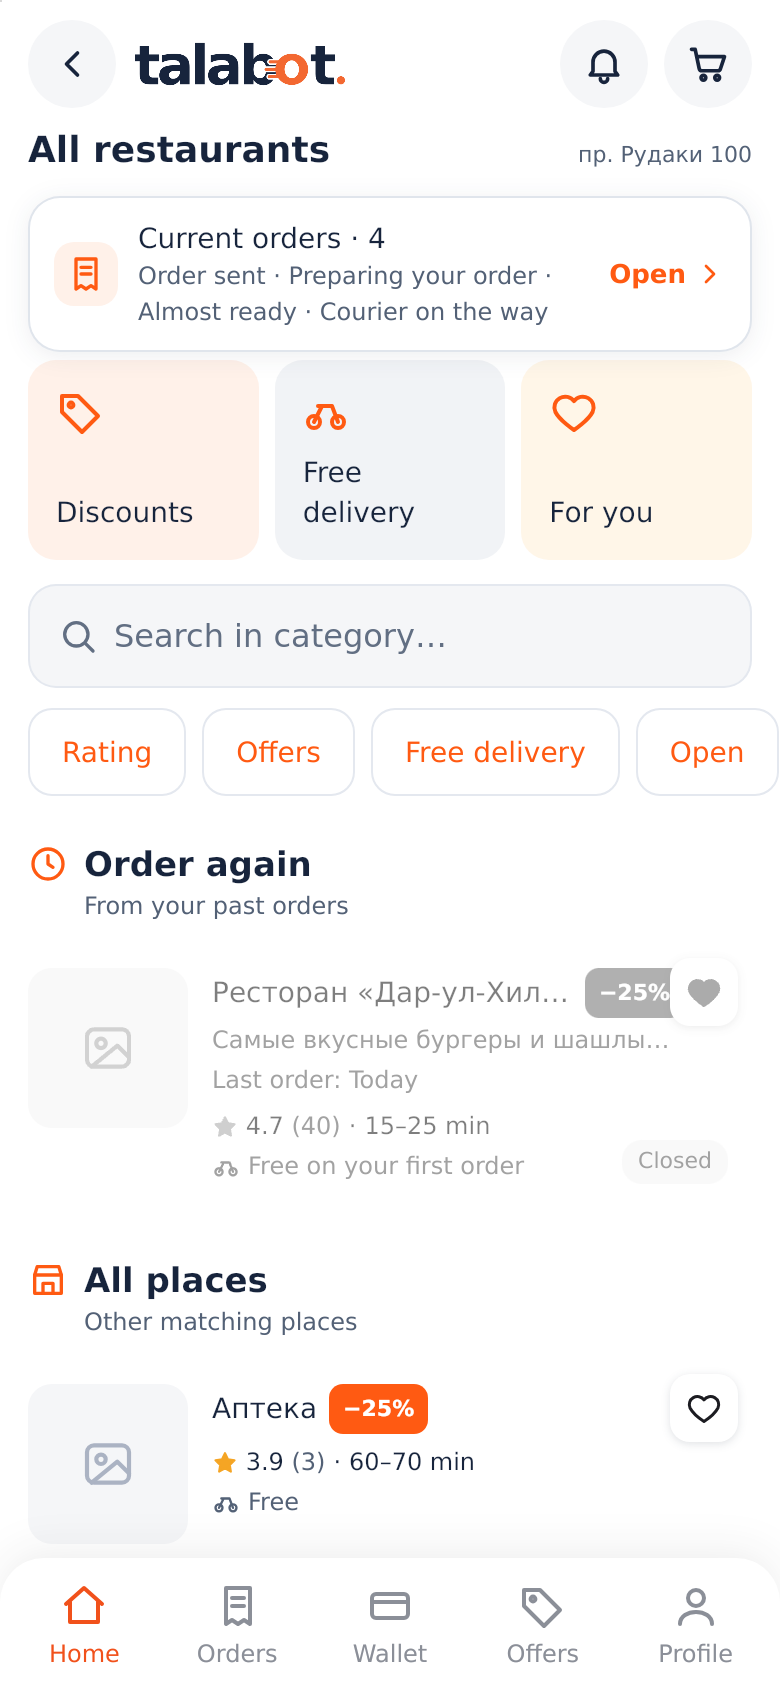 talabot.
All restaurants
пр. Рудаки 100
Current orders · 4
Order sent · Preparing your order ·
Almost ready · Courier on the way
Open
Discounts
Free
delivery
For you
Search in category...
Rating
Offers
Free delivery
Open
Order again
From your past orders
Ресторан «Дар-ул-Хил...
−25%
Самые вкусные бургеры и шашлы...
Last order: Today
4.7 (40) · 15–25 min
Free on your first order
Closed
All places
Other matching places
Аптека
−25%
3.9 (3) · 60–70 min
Free
Home
Orders
Wallet
Offers
Profile